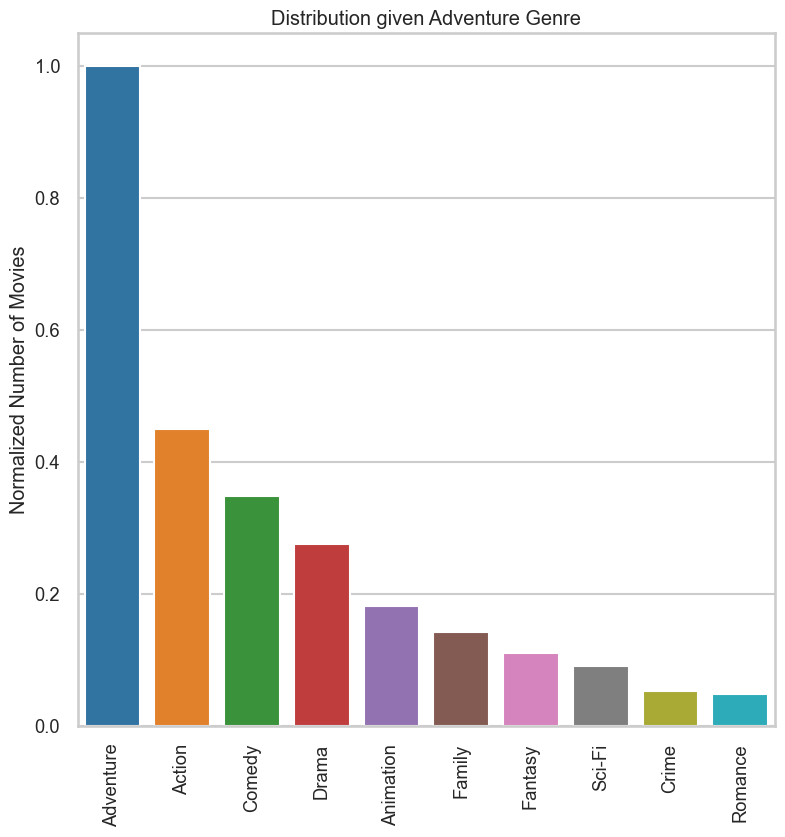 Distribution given Adventure Genre
Normalized Number of Movies
1.0
0.8
0.6
0.4
0.2
0.0
Adventure
Action
Comedy
Drama
Animation
Family
Fantasy
Sci-Fi
Crime
Romance